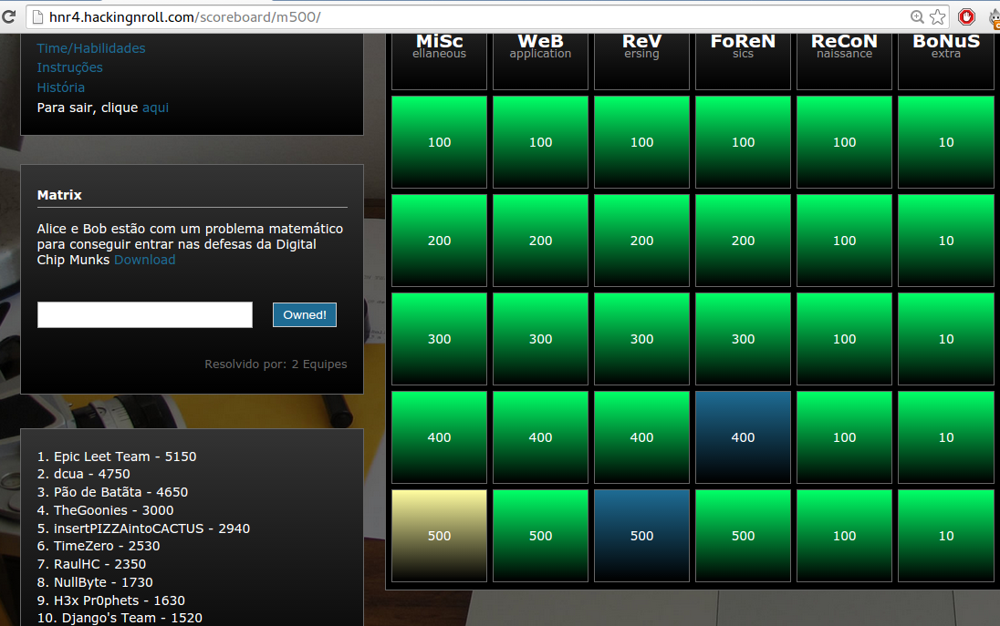 hnr4.hackingnroll.com/scoreboard/m500/
Time/Habilidades
Instruções
História
Para sair, clique aqui
Matrix
Alice e Bob estão com um problema matemático
para conseguir entrar nas defesas da Digital
Chip Munks Download
Owned!
Resolvido por: 2 Equipes
1. Epic Leet Team - 5150
2. dcua - 4750
3. Pão de Batãta - 4650
4. TheGoonies - 3000
5. insertPIZZAintoCACTUS - 2940
6. TimeZero - 2530
7. RaulHC - 2350
8. NullByte - 1730
9. H3x Pr0phets - 1630
10. Django's Team - 1520
MiSc WeB ReV FoReN ReCoN BoNuS
ellaneous application ersing sics naissance extra
100 100 100 100 100 10
200 200 200 200 100 10
300 300 300 300 100 10
400 400 400 400 100 10
500 500 500 500 100 10